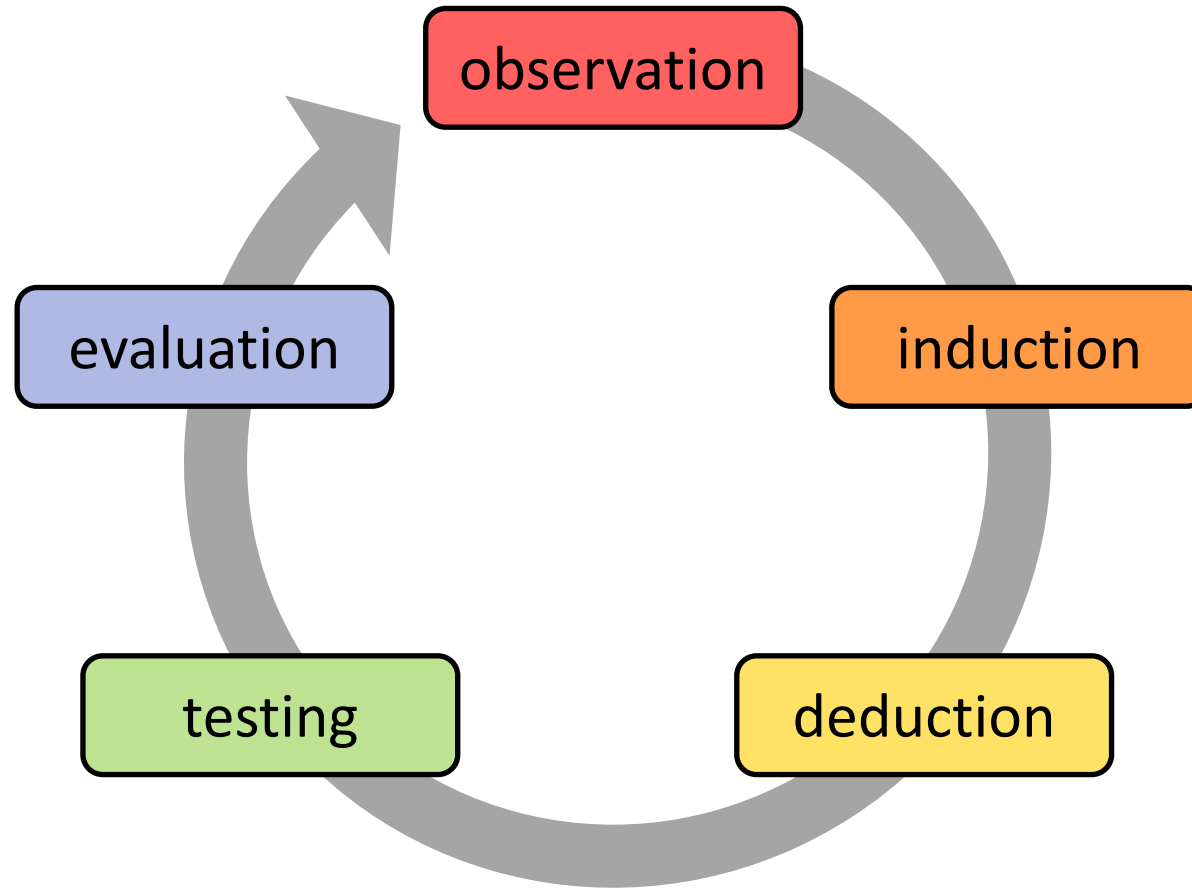 observation
induction
deduction
testing
evaluation